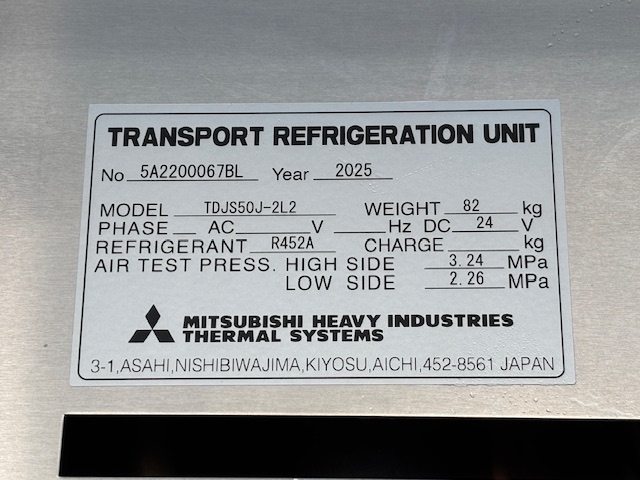 TRANSPORT REFRIGERATION UNIT
No 5A2200067BL Year 2025
MODEL TDJS50J-2L2 WEIGHT 82 kg
PHASE AC V Hz DC 24 V
REFRIGERANT R452A CHARGE kg
AIR TEST PRESS. HIGH SIDE 3.24 MPa
LOW SIDE 2.26 MPa
MITSUBISHI HEAVY INDUSTRIES
THERMAL SYSTEMS
3-1,ASAHI,NISHIBIWAJIMA,KIYOSU,AICHI,452-8561 JAPAN